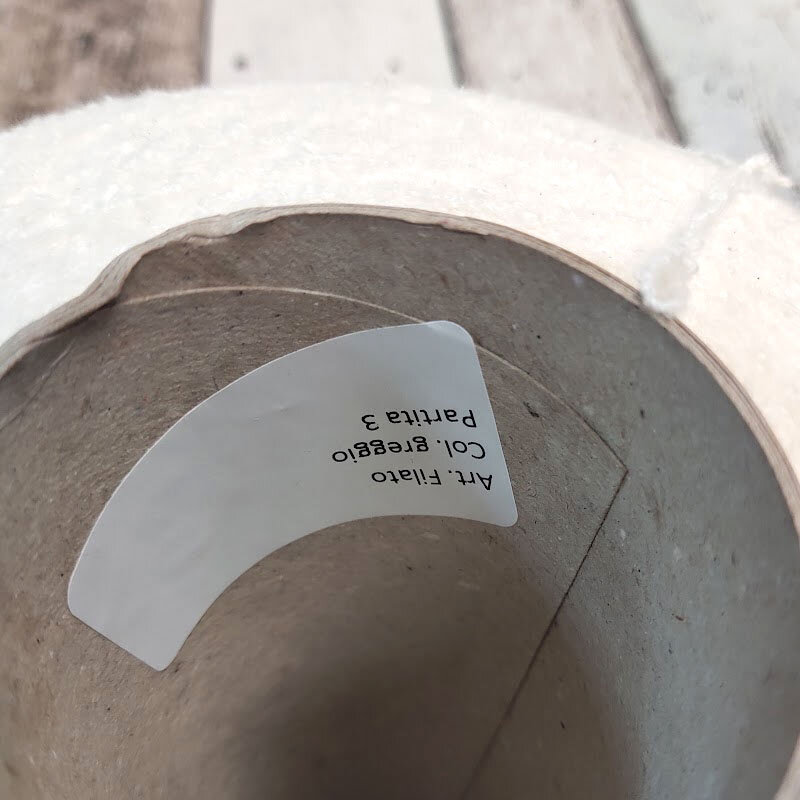 Art. Filato
Col. greggio
Partita 3